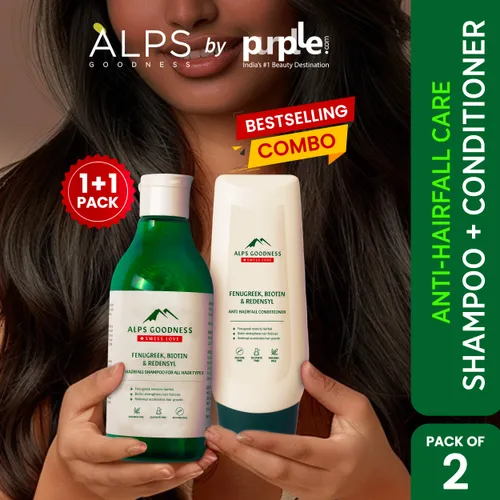 ALPS by purplle.com
GOODNESS India's #1 Beauty Destination
BESTSELLING
COMBO
1+1
PACK
ALPS GOODNESS
SWISS LOVE
FENUGREEK, BIOTIN
& REDENSYL
HAIRFALL SHAMPOO FOR ALL HAIR TYPES
ALPS GOODNESS
SWISS LOVE
FENUGREEK, BIOTIN
& REDENSYL
ANTI HAIRFALL CONDITIONER
ANTI-HAIRFALL CARE
SHAMPOO + CONDITIONER
PACK OF
2